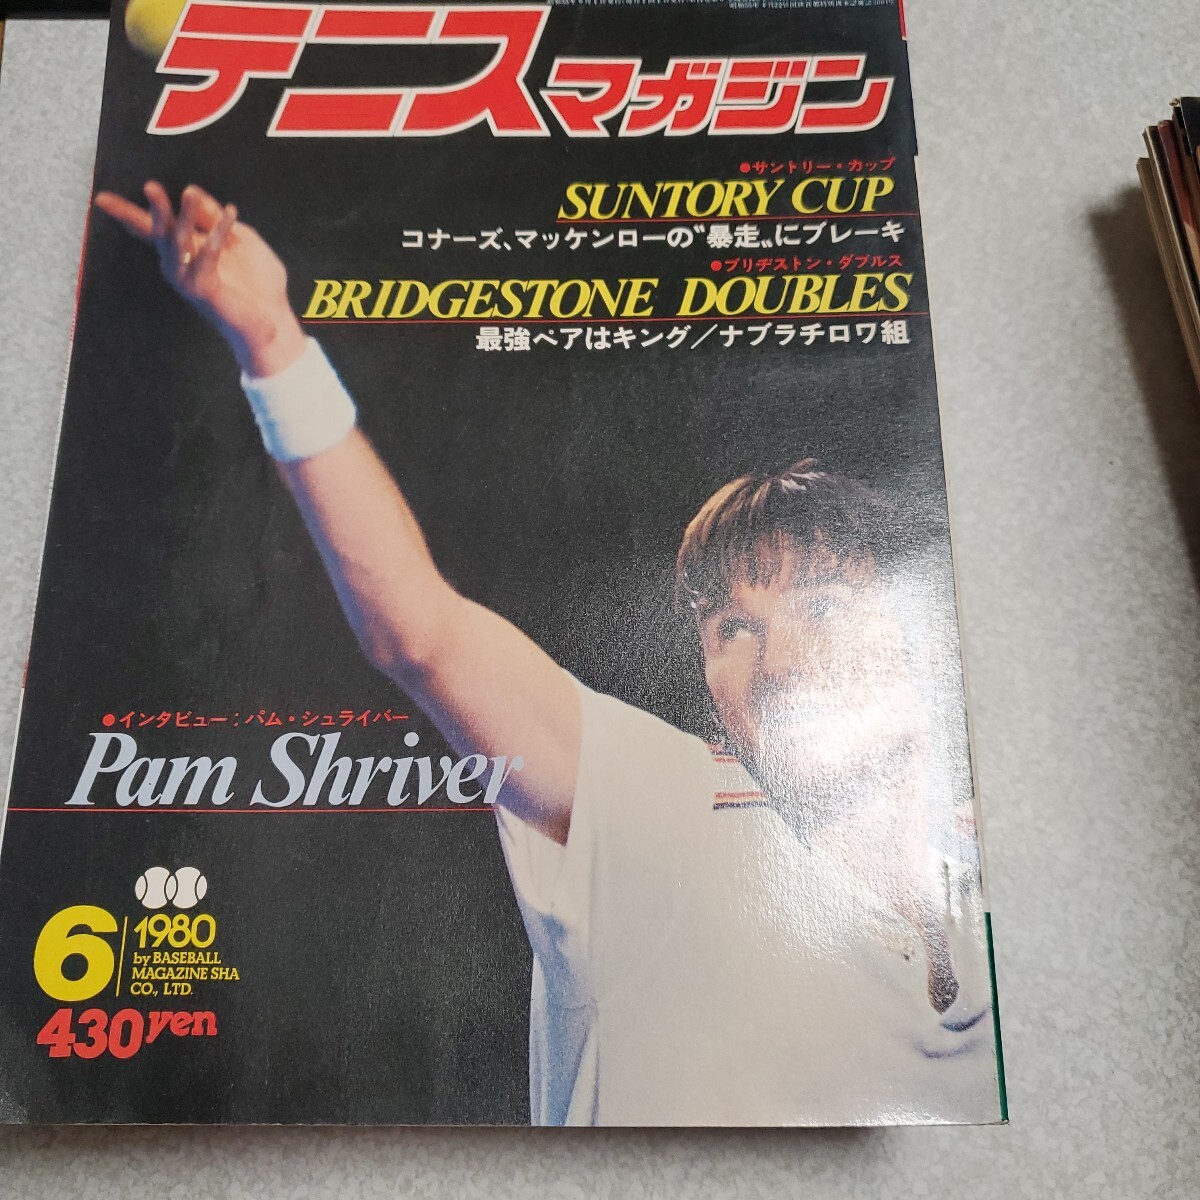 テニスマガジン
●サントリー・カップ
SUNTORY CUP
コナーズ、マッケンローの〝暴走〟にブレーキ
●ブリヂストン・ダブルス
BRIDGESTONE DOUBLES
最強ペアはキング/ナブラチロワ組
●インタビュー:パム・シュライバー
Pam Shriver
6/1980
by BASEBALL
MAGAZINE SHA
CO., LTD.
430yen